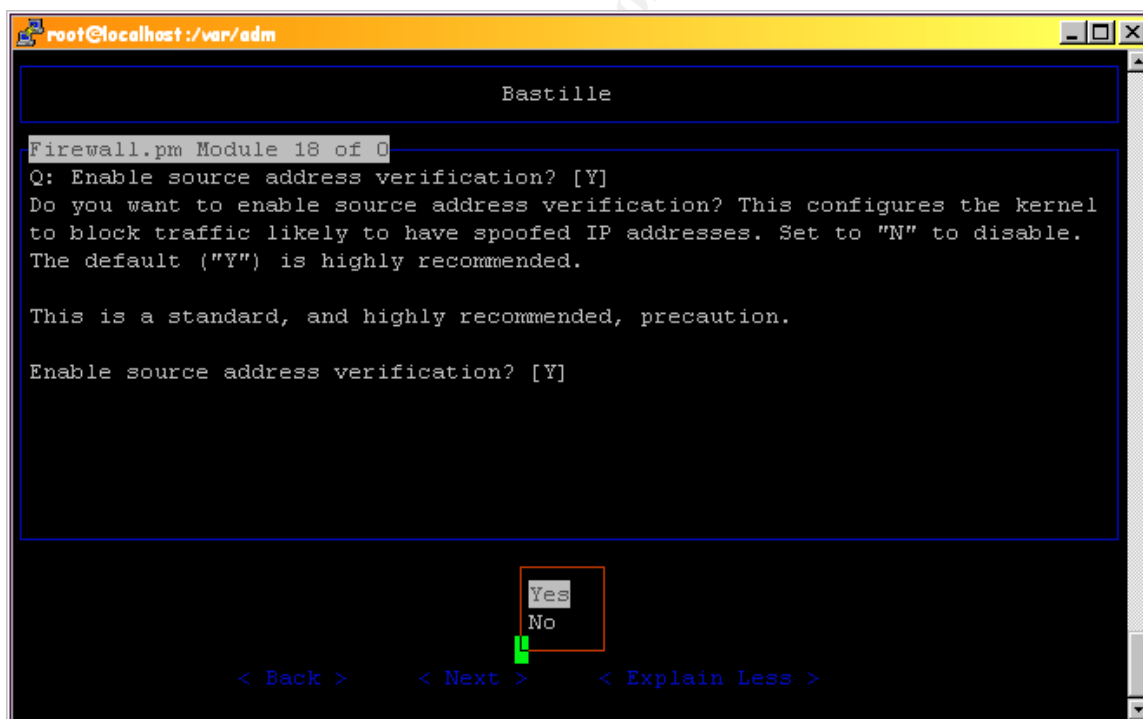 root@localhost:/var/adm
Bastille
Firewall.pm Module 18 of 0
Q: Enable source address verification? [Y]
Do you want to enable source address verification? This configures the kernel
to block traffic likely to have spoofed IP addresses. Set to "N" to disable.
The default ("Y") is highly recommended.
This is a standard, and highly recommended, precaution.
Enable source address verification? [Y]
Yes
No
< Back > < Next > < Explain Less >